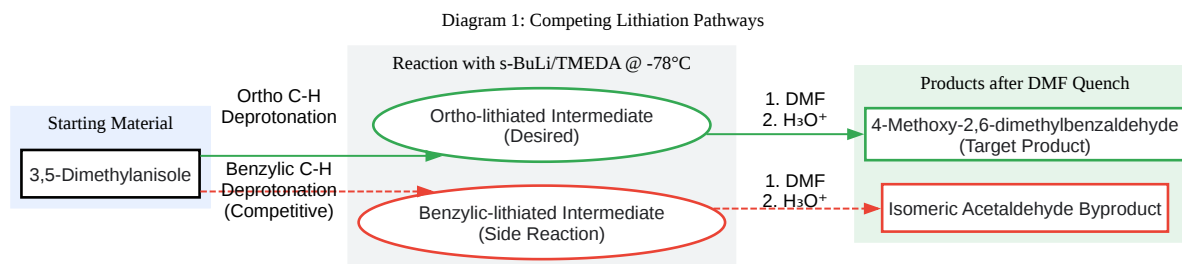 Diagram 1: Competing Lithiation Pathways
Starting Material
3,5-Dimethylanisole
Ortho C-H
Deprotonation
Benzylic C-H
Deprotonation
(Competitive)
Reaction with s-BuLi/TMEDA @ -78°C
Ortho-lithiated Intermediate
(Desired)
Benzylic-lithiated Intermediate
(Side Reaction)
1. DMF
2. H₃O⁺
1. DMF
2. H₃O⁺
Products after DMF Quench
4-Methoxy-2,6-dimethylbenzaldehyde
(Target Product)
Isomeric Acetaldehyde Byproduct